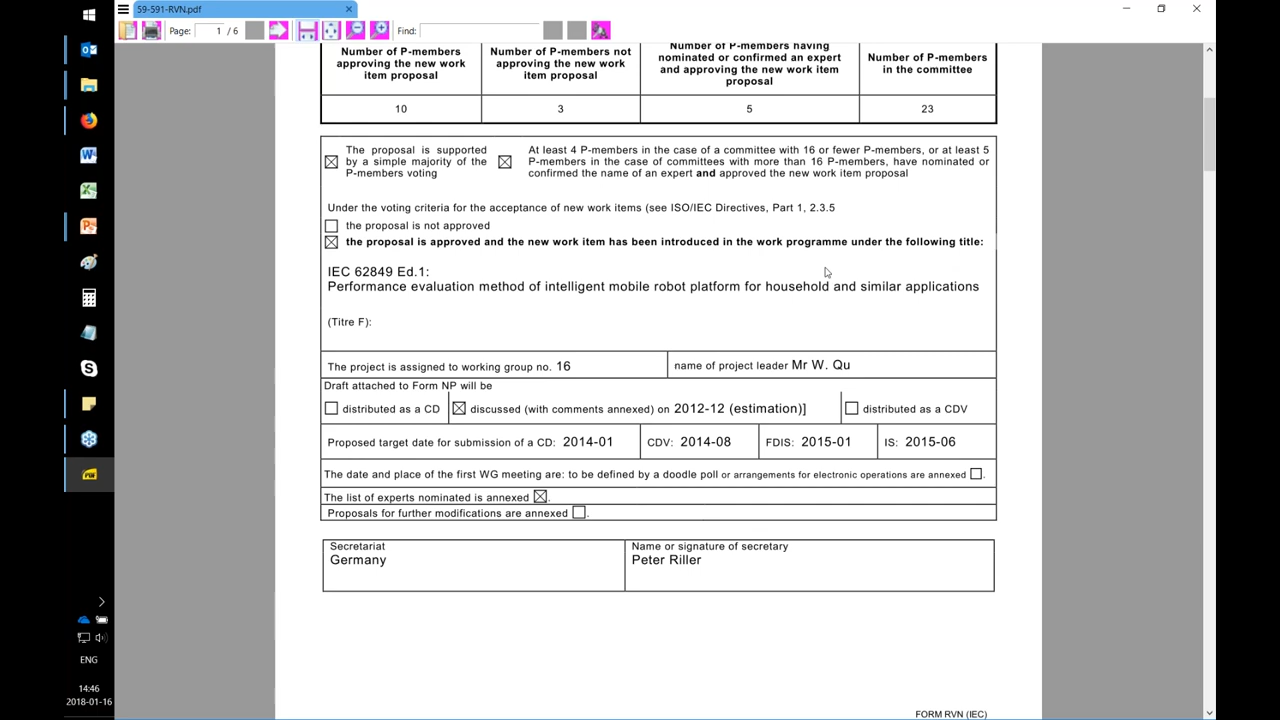 59-591-RVN.pdf
Page: 1 / 6 Find:
Number of P-members approving the new work item proposal
Number of P-members not approving the new work item proposal
nominated or confirmed an expert and approving the new work item proposal
Number of P-members in the committee
10 3 5 23
The proposal is supported
by a simple majority of the
P-members voting
At least 4 P-members in the case of a committee with 16 or fewer P-members, or at least 5
P-members in the case of committees with more than 16 P-members, have nominated or
confirmed the name of an expert and approved the new work item proposal
Under the voting criteria for the acceptance of new work items (see ISO/IEC Directives, Part 1, 2.3.5
the proposal is not approved
the proposal is approved and the new work item has been introduced in the work programme under the following title:
IEC 62849 Ed.1:
Performance evaluation method of intelligent mobile robot platform for household and similar applications
(Titre F):
The project is assigned to working group no. 16
name of project leader Mr W. Qu
Draft attached to Form NP will be
distributed as a CD
discussed (with comments annexed) on 2012-12 (estimation)]
distributed as a CDV
Proposed target date for submission of a CD: 2014-01
CDV: 2014-08
FDIS: 2015-01
IS: 2015-06
The date and place of the first WG meeting are: to be defined by a doodle poll or arrangements for electronic operations are annexed .
The list of experts nominated is annexed .
Proposals for further modifications are annexed .
Secretariat
Germany
Name or signature of secretary
Peter Riller
FORM RVN (IEC)
ENG
14:46
2018-01-16